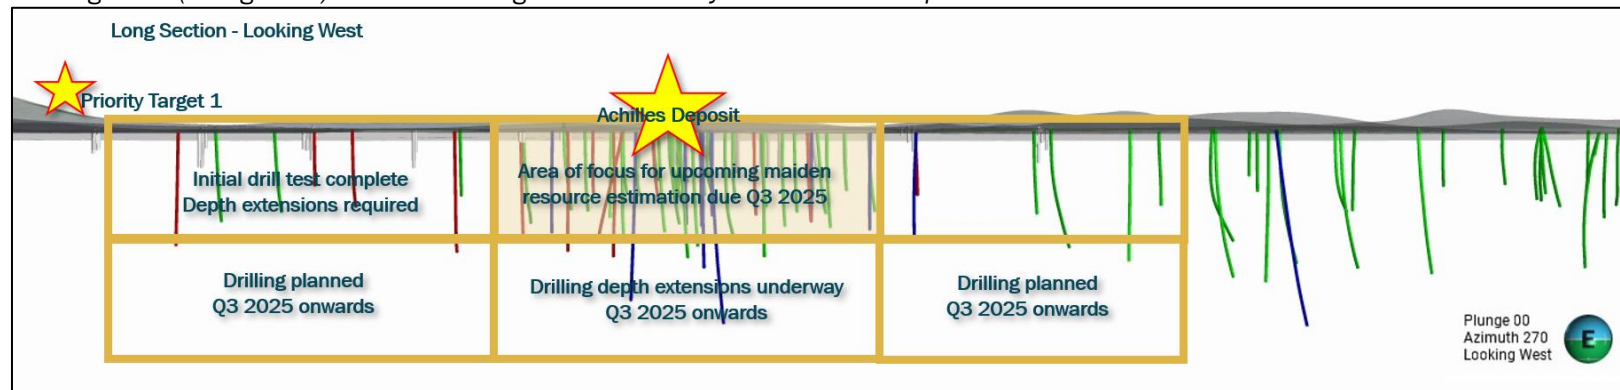 Long Section - Looking West
Priority Target 1
Achilles Deposit
Initial drill test complete
Depth extensions required
Area of focus for upcoming maiden
resource estimation due Q3 2025
Drilling planned
Q3 2025 onwards
Drilling depth extensions underway
Q3 2025 onwards
Drilling planned
Q3 2025 onwards
Plunge 00
Azimuth 270
Looking West
E